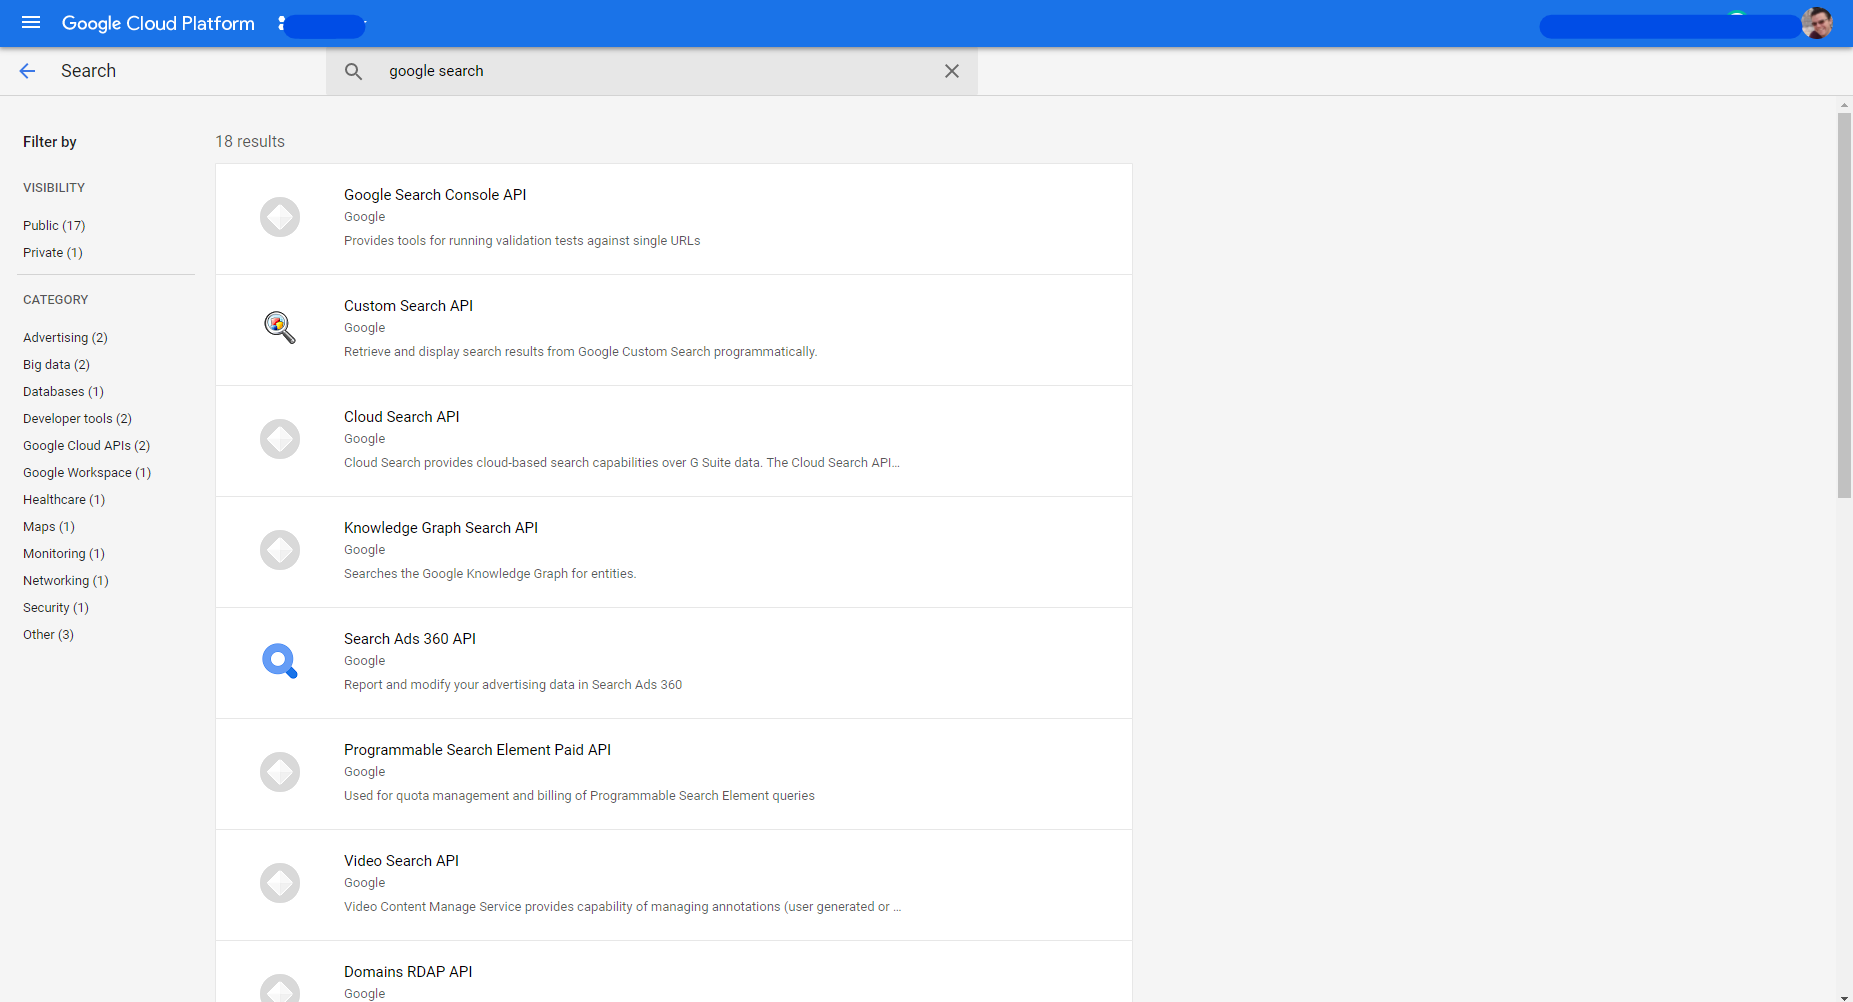 Google Cloud Platform
Search
google search
Filter by
VISIBILITY
Public (17)
Private (1)
CATEGORY
Advertising (2)
Big data (2)
Databases (1)
Developer tools (2)
Google Cloud APIs (2)
Google Workspace (1)
Healthcare (1)
Maps (1)
Monitoring (1)
Networking (1)
Security (1)
Other (3)
18 results
Google Search Console API
Google
Provides tools for running validation tests against single URLs
Custom Search API
Google
Retrieve and display search results from Google Custom Search programmatically.
Cloud Search API
Google
Cloud Search provides cloud-based search capabilities over G Suite data. The Cloud Search API...
Knowledge Graph Search API
Google
Searches the Google Knowledge Graph for entities.
Search Ads 360 API
Google
Report and modify your advertising data in Search Ads 360
Programmable Search Element Paid API
Google
Used for quota management and billing of Programmable Search Element queries
Video Search API
Google
Video Content Manage Service provides capability of managing annotations (user generated or ...
Domains RDAP API
Google